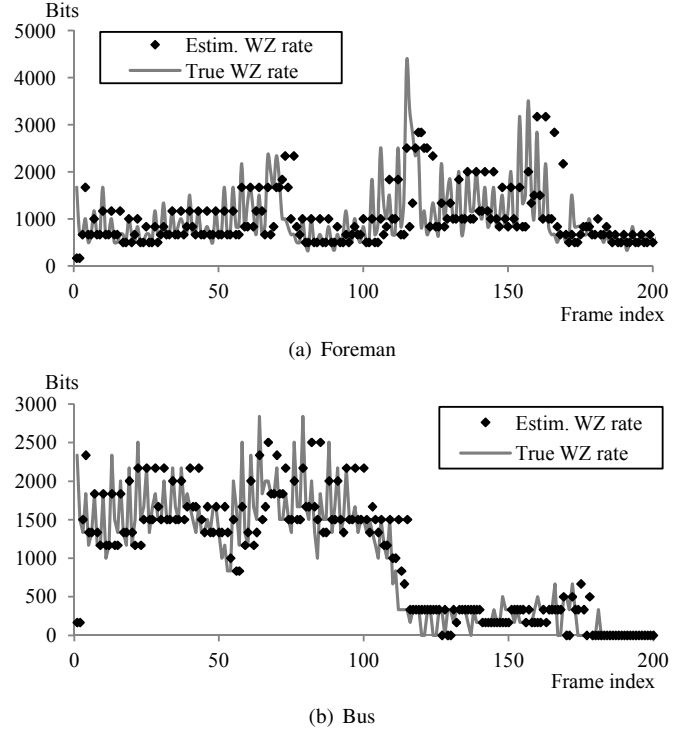 Bits
5000
4000
3000
2000
1000
0
Estim. WZ rate
True WZ rate
0 50 100 150 200
Frame index
(a) Foreman
Bits
3000
2500
2000
1500
1000
500
0
Estim. WZ rate
True WZ rate
0 50 100 150 200
Frame index
(b) Bus